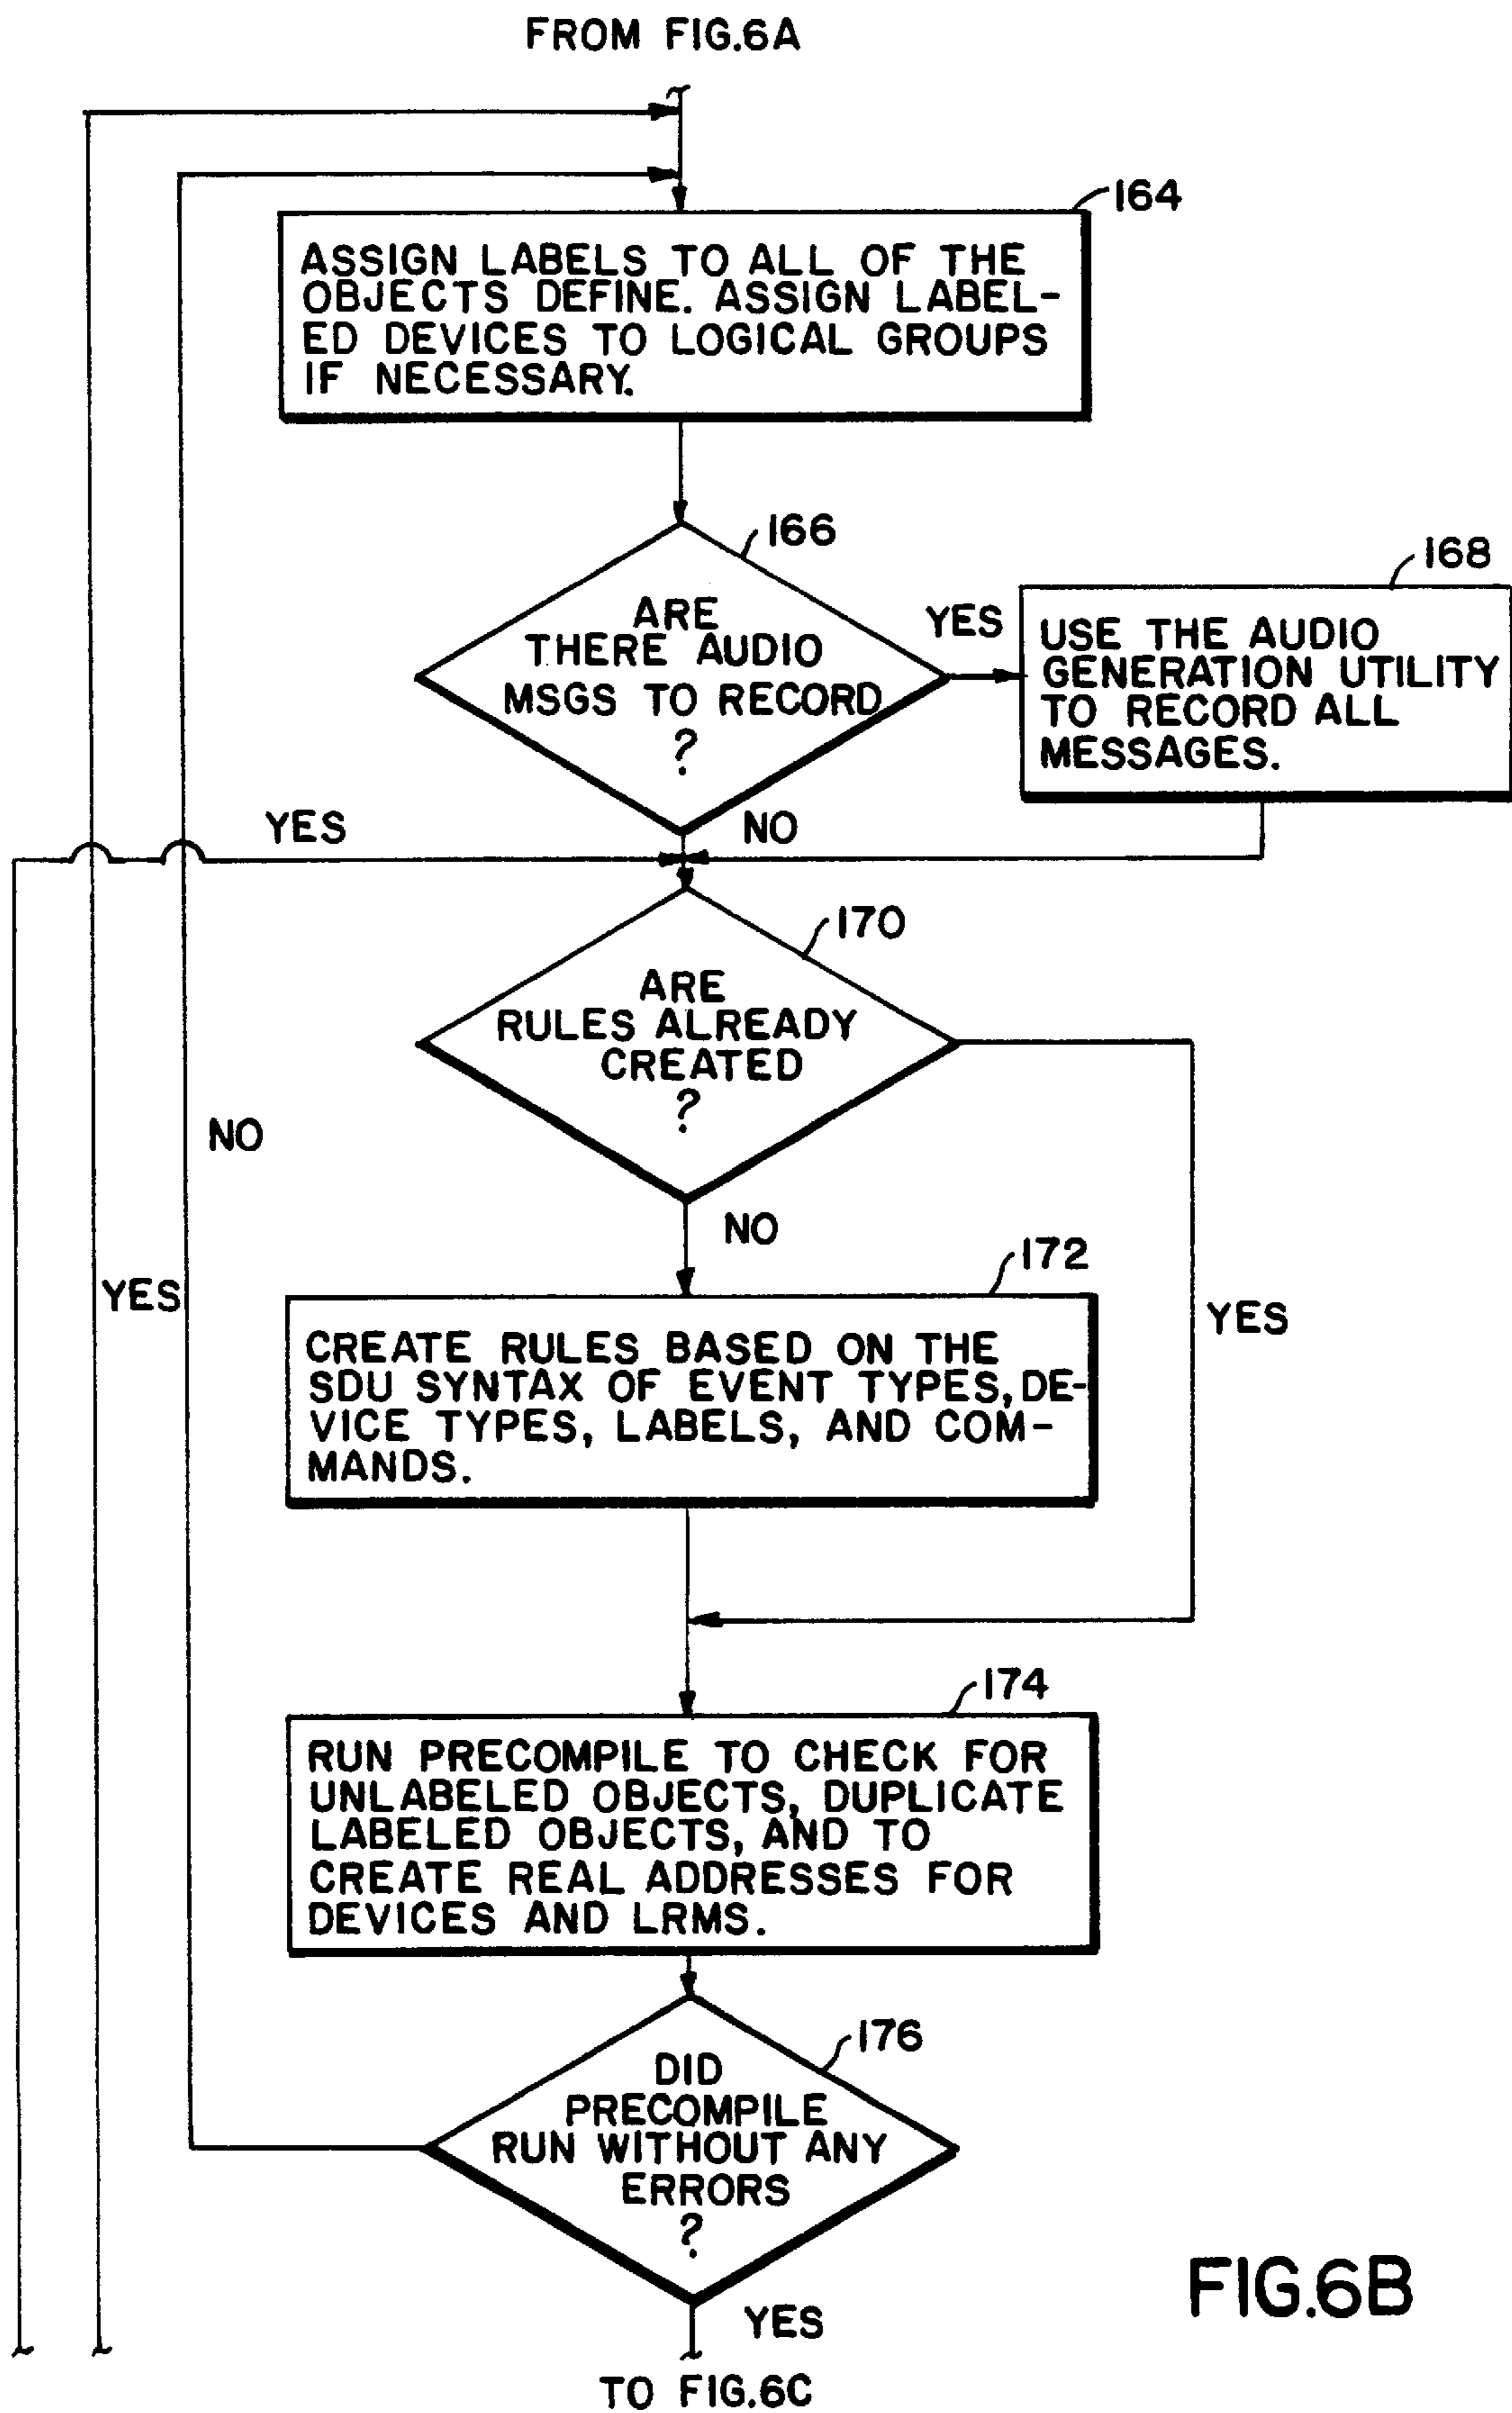 FROM FIG.6A
164
ASSIGN LABELS TO ALL OF THE
OBJECTS DEFINE. ASSIGN LABEL-
ED DEVICES TO LOGICAL GROUPS
IF NECESSARY.
166
ARE
THERE AUDIO
MSGS TO RECORD
?
YES
168
USE THE AUDIO
GENERATION UTILITY
TO RECORD ALL
MESSAGES.
YES
NO
170
ARE
RULES ALREADY
CREATED
?
NO
NO
172
YES
YES
CREATE RULES BASED ON THE
SDU SYNTAX OF EVENT TYPES, DE-
VICE TYPES, LABELS, AND COM-
MANDS.
174
RUN PRECOMPILE TO CHECK FOR
UNLABELED OBJECTS, DUPLICATE
LABELED OBJECTS, AND TO
CREATE REAL ADDRESSES FOR
DEVICES AND LRMS.
176
DID
PRECOMPILE
RUN WITHOUT ANY
ERRORS
?
YES
TO FIG.6C
FIG.6B